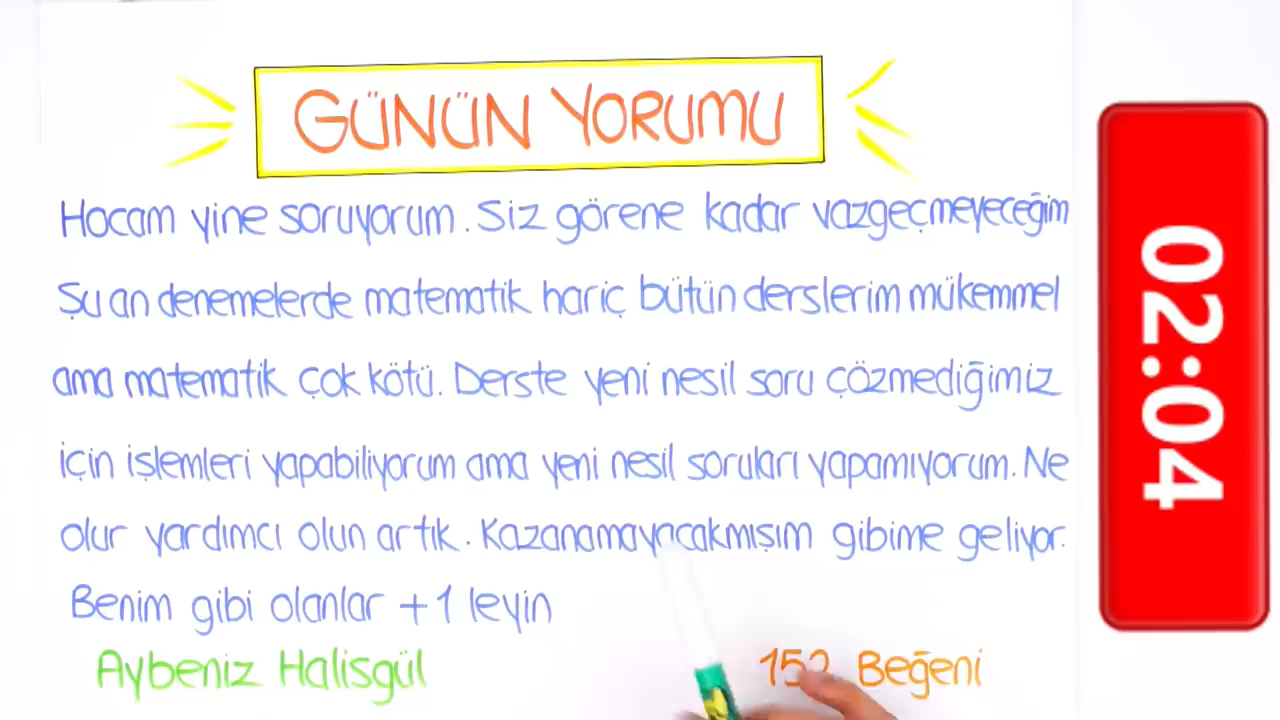 GÜNÜN YORUMU
Hocam yine soruyorum. Siz görene kadar vazgeçmeyeceğim
Şu an denemelerde matematik hariç bütün derslerim mükemmel
ama matematik çok kötü. Derste yeni nesil soru çözmediğimiz
için işlemleri yapabiliyorum ama yeni nesil soruları yapamıyorum. Ne
olur yardımcı olun artık. Kazanamayacakmışım gibime geliyor.
Benim gibi olanlar +1 leyin
Aybeniz Halisgül
152 Beğeni
02:04